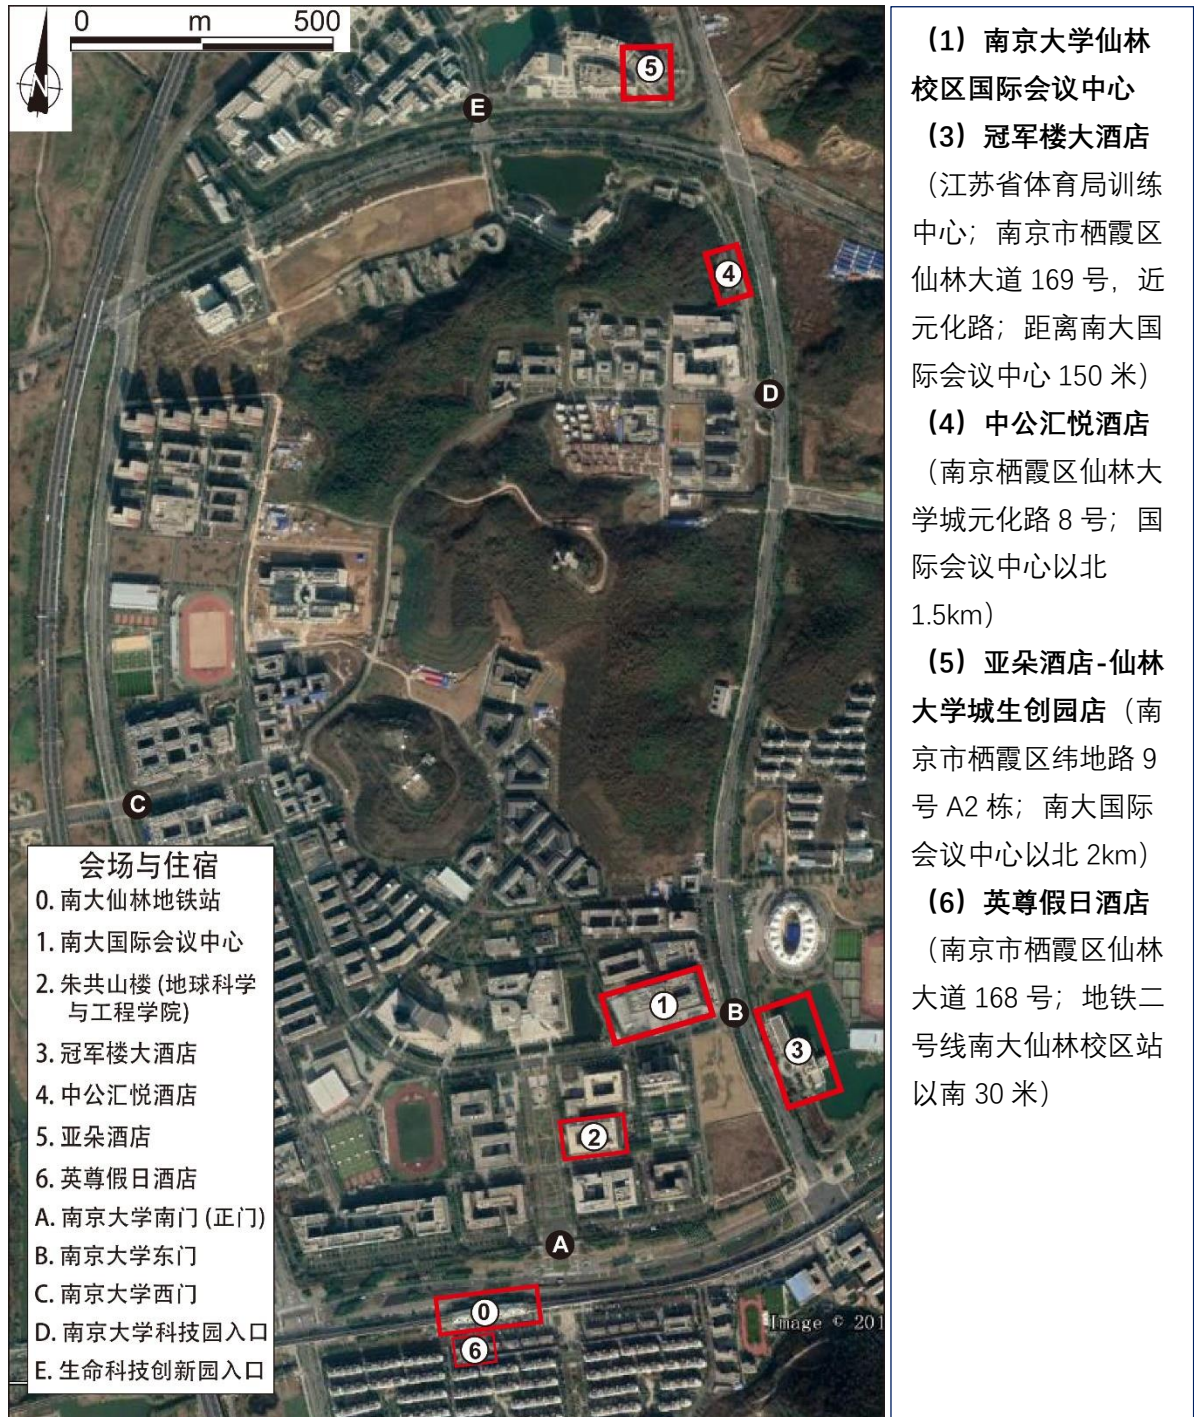 0 m 500
N
5
E
4
D
C
1
B
3
2
A
0
6
Image © 201
会场与住宿
0. 南大仙林地铁站
1. 南大国际会议中心
2. 朱共山楼 (地球科学
与工程学院)
3. 冠军楼大酒店
4. 中公汇悦酒店
5. 亚朵酒店
6. 英尊假日酒店
A. 南京大学南门 (正门)
B. 南京大学东门
C. 南京大学西门
D. 南京大学科技园入口
E. 生命科技创新园入口
（1）南京大学仙林
校区国际会议中心
（3）冠军楼大酒店
（江苏省体育局训练
中心；南京市栖霞区
仙林大道 169 号，近
元化路；距离南大国
际会议中心 150 米）
（4）中公汇悦酒店
（南京栖霞区仙林大
学城元化路 8 号；国
际会议中心以北
1.5km）
（5）亚朵酒店-仙林
大学城生创园店（南
京市栖霞区纬地路 9
号 A2 栋；南大国际
会议中心以北 2km）
（6）英尊假日酒店
（南京市栖霞区仙林
大道 168 号；地铁二
号线南大仙林校区站
以南 30 米）